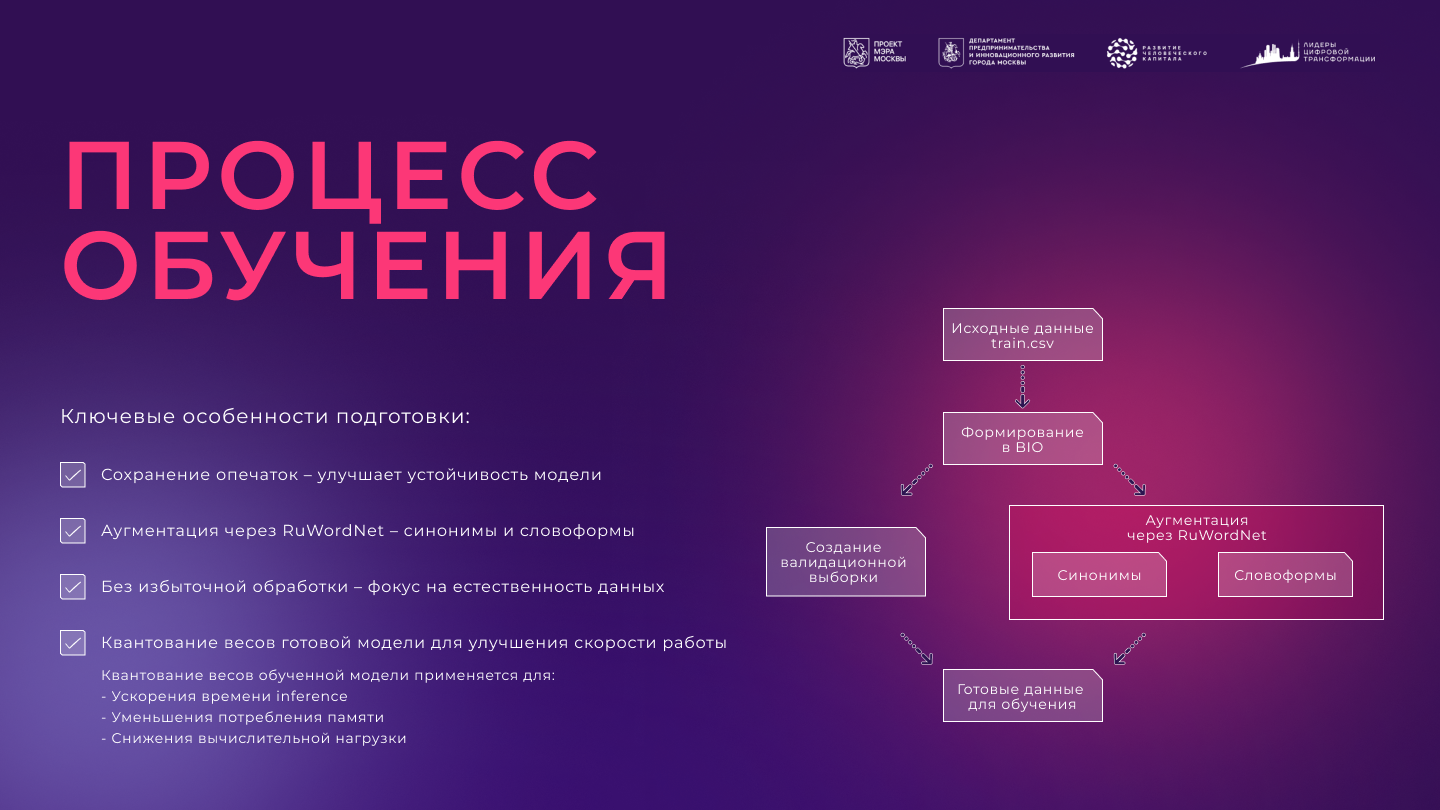 ПРОЕКТ
МЭРА
МОСКВЫ
ДЕПАРТАМЕНТ
ПРЕДПРИНИМАТЕЛЬСТВА
И ИННОВАЦИОННОГО РАЗВИТИЯ
ГОРОДА МОСКВЫ
РАЗВИТИЕ
ЧЕЛОВЕЧЕСКОГО
КАПИТАЛА
ЛИДЕРЫ
ЦИФРОВОЙ
ТРАНСФОРМАЦИИ
ПРОЦЕСС
ОБУЧЕНИЯ
Ключевые особенности подготовки:
Сохранение опечаток – улучшает устойчивость модели
Аугментация через RuWordNet – синонимы и словоформы
Без избыточной обработки – фокус на естественность данных
Квантование весов готовой модели для улучшения скорости работы
Квантование весов обученной модели применяется для:
- Ускорения времени inference
- Уменьшения потребления памяти
- Снижения вычислительной нагрузки
Исходные данные
train.csv
Формирование
в BIO
Создание
валидационной
выборки
Аугментация
через RuWordNet
Синонимы
Словоформы
Готовые данные
для обучения